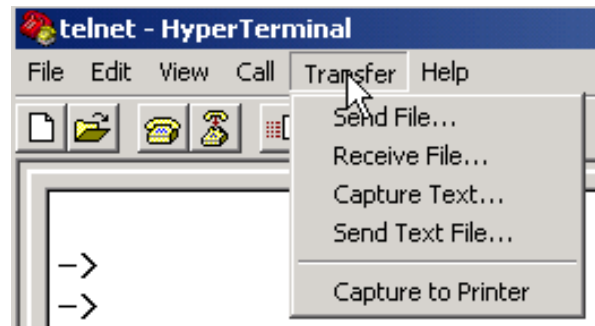 telnet - HyperTerminal
File Edit View Call Transfer Help
Send File...
Receive File...
Capture Text...
Send Text File...
Capture to Printer
->
->